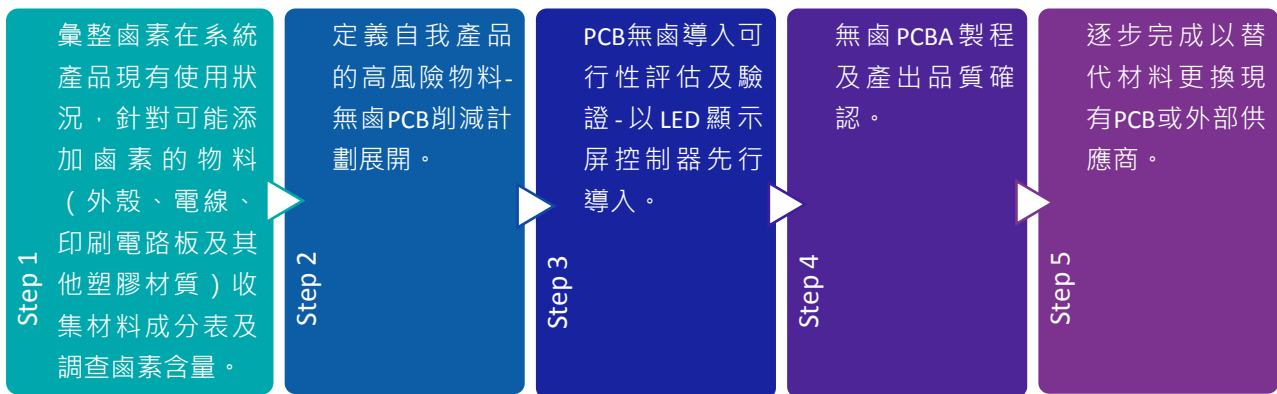 Step 1
彙整鹵素在系統
產品現有使用狀
況，針對可能添
加鹵素的物料
（外殼、電線、
印刷電路板及其
他塑膠材質）收
集材料成分表及
調查鹵素含量。
Step 2
定義自我產品
的高風險物料-
無鹵PCB削減計
劃展開。
Step 3
PCB無鹵導入可
行性評估及驗
證-以LED顯示
屏控制器先行
導入。
Step 4
無鹵PCBA製程
及產出品質確
認。
Step 5
逐步完成以替
代材料更換現
有PCB或外部供
應商。